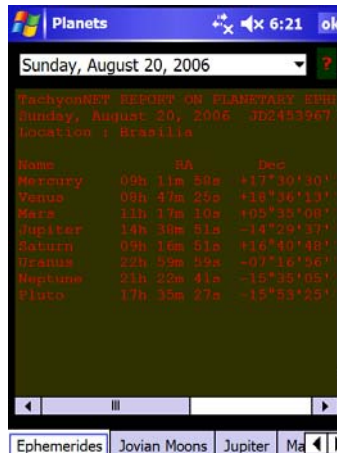 Planets 6:21 ok
Sunday, August 20, 2006 ?
TachyonNET REPORT ON PLANETARY EPH
Sunday, August 20, 2006 JD2453967
Location : Brasilia
Name RA Dec
Mercury 09h 11m 58s +17°30'30'
Venus 08h 47m 25s +18°36'13'
Mars 11h 17m 10s +05°35'08'
Jupiter 14h 38m 51s -14°29'37'
Saturn 09h 16m 51s +16°40'48'
Uranus 22h 59m 59s -07°16'56'
Neptune 21h 22m 41s -15°35'05'
Pluto 17h 35m 27s -15°53'25'
Ephemerides Jovian Moons Jupiter Ma